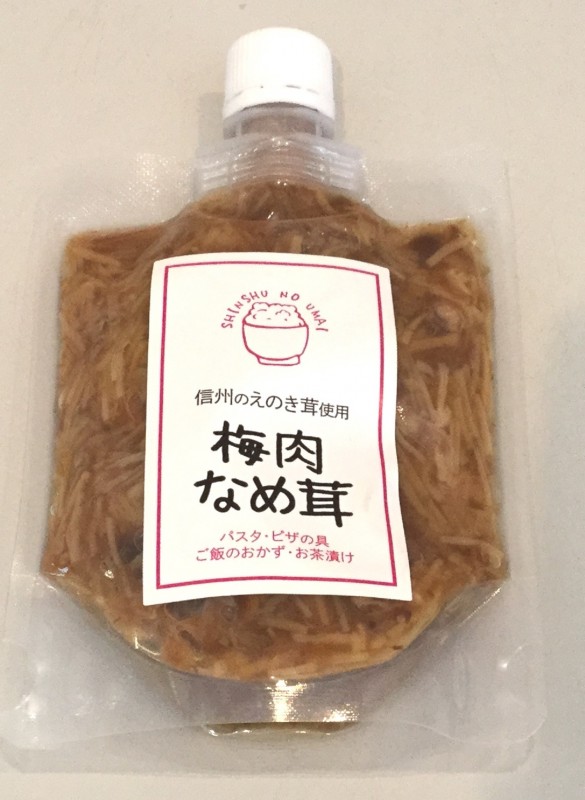 SHINSHU NO UMAI
信州のえのき茸使用
梅肉
なめ茸
パスタ・ピザの具
ご飯のおかず・お茶漬け